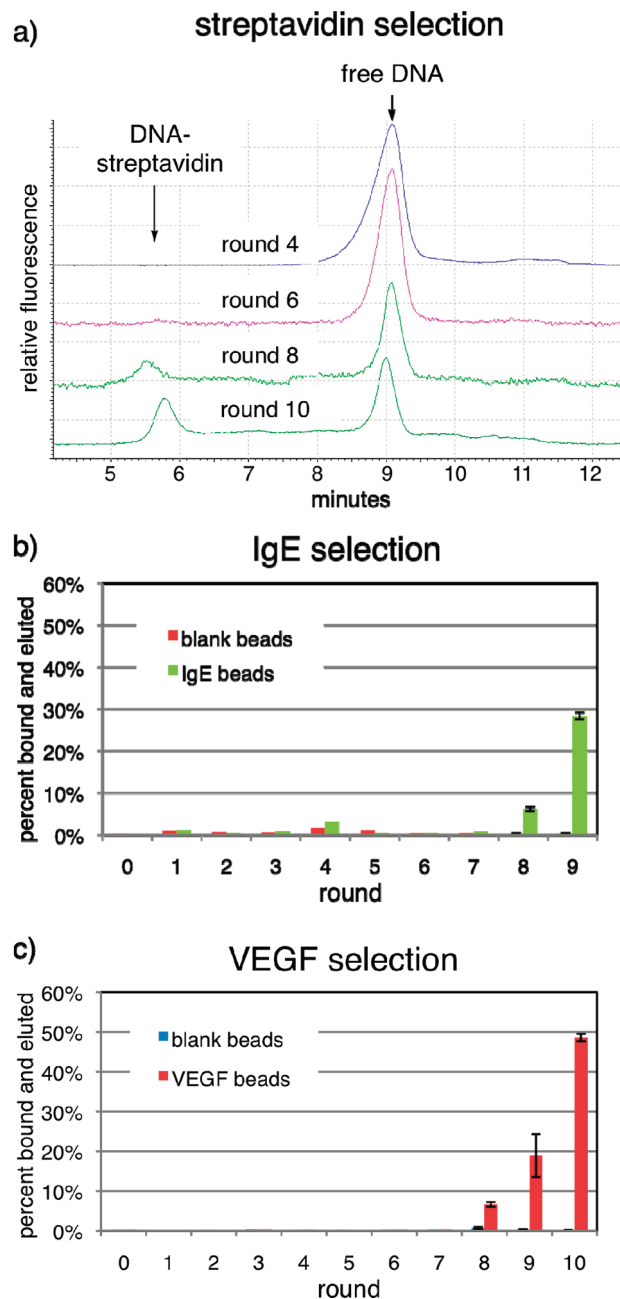 a)
streptavidin selection
free DNA
DNA-
streptavidin
relative fluorescence
round 4
round 6
round 8
round 10
5 6 7 8 9 10 11 12
minutes
b)
IgE selection
percent bound and eluted
60%
50%
40%
30%
20%
10%
0%
blank beads
IgE beads
0 1 2 3 4 5 6 7 8 9
round
c)
VEGF selection
percent bound and eluted
60%
50%
40%
30%
20%
10%
0%
blank beads
VEGF beads
0 1 2 3 4 5 6 7 8 9 10
round